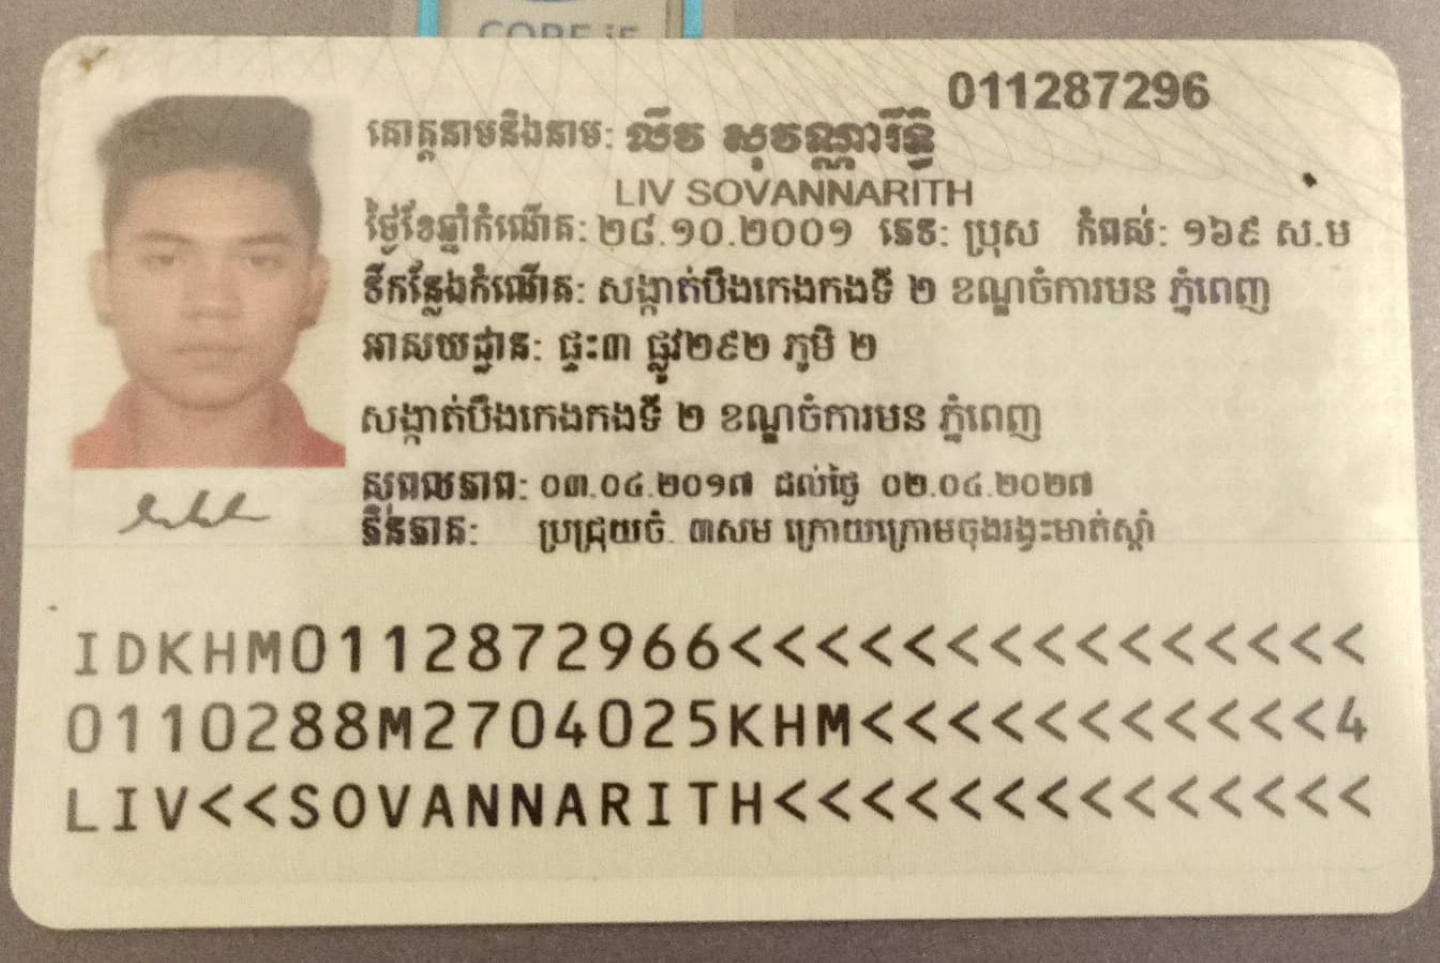 CORE i5
011287296
គោត្តនាមនិងនាម: លីវ សុវណ្ណារីទ្ធិ
LIV SOVANNARITH
ថ្ងៃខែឆ្នាំកំណើត: ២៨.១០.២០០១ ភេទ: ប្រុស កំពស់: ១៦៩ ស.ម
ទីកន្លែងកំណើត: សង្កាត់បឹងកេងកងទី ២ ខណ្ឌចំការមន ភ្នំពេញ
អាសយដ្ឋាន: ផ្ទះ៣ ផ្លូវ២៩២ ភូមិ ២
សង្កាត់បឹងកេងកងទី ២ ខណ្ឌចំការមន ភ្នំពេញ
សុពលភាព: ០៣.០៤.២០១៧ ដល់ថ្ងៃ ០២.០៤.២០២៧
ភិនភាគ: ប្រជ្រុយចំ. ៣សម ក្រោយក្រោមចុងរង្វះមាត់ស្តាំ
IDKHM0112872966<<<<<<<<<<<<<<<
0110288M2704025KHM<<<<<<<<<<<4
LIV<<SOVANNARITH<<<<<<<<<<<<<<